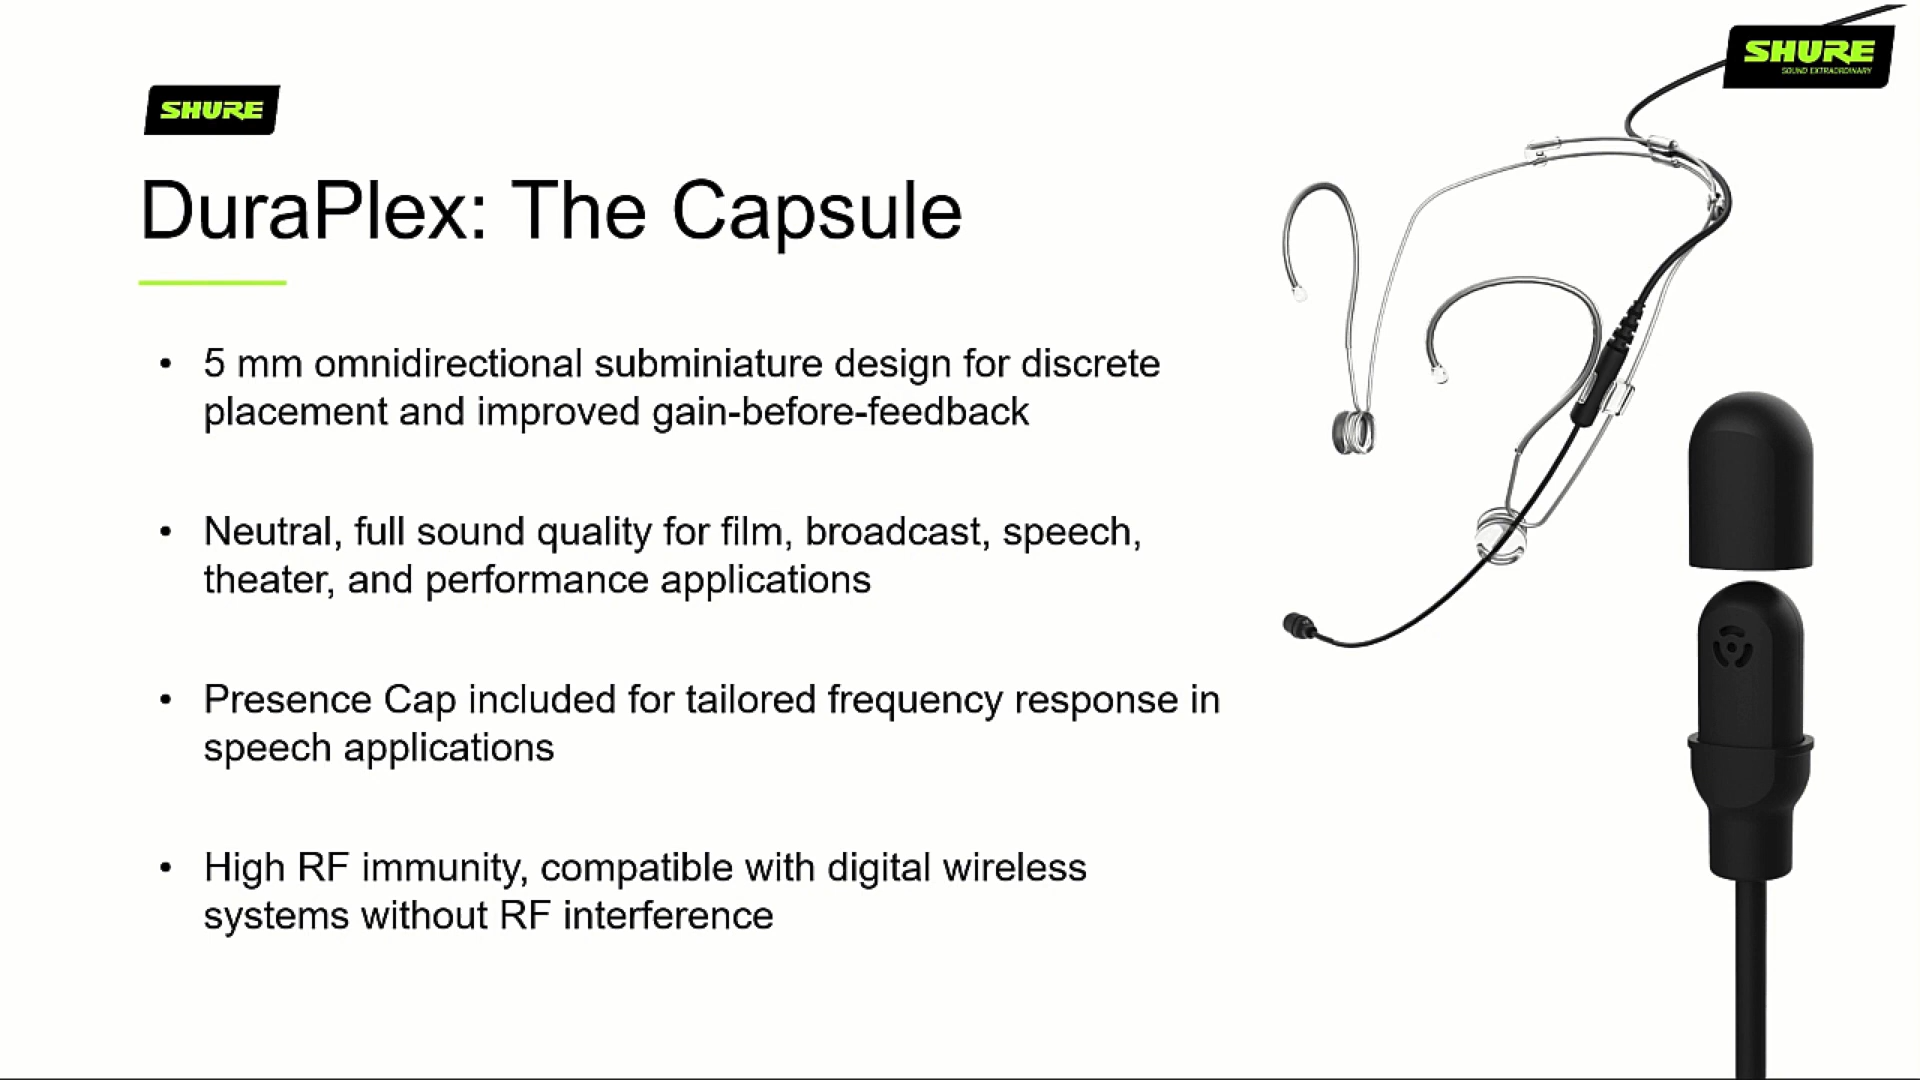 SHURE
SOUND EXTRAORDINARY
SHURE
DuraPlex: The Capsule
• 5 mm omnidirectional subminiature design for discrete
placement and improved gain-before-feedback
• Neutral, full sound quality for film, broadcast, speech,
theater, and performance applications
• Presence Cap included for tailored frequency response in
speech applications
• High RF immunity, compatible with digital wireless
systems without RF interference